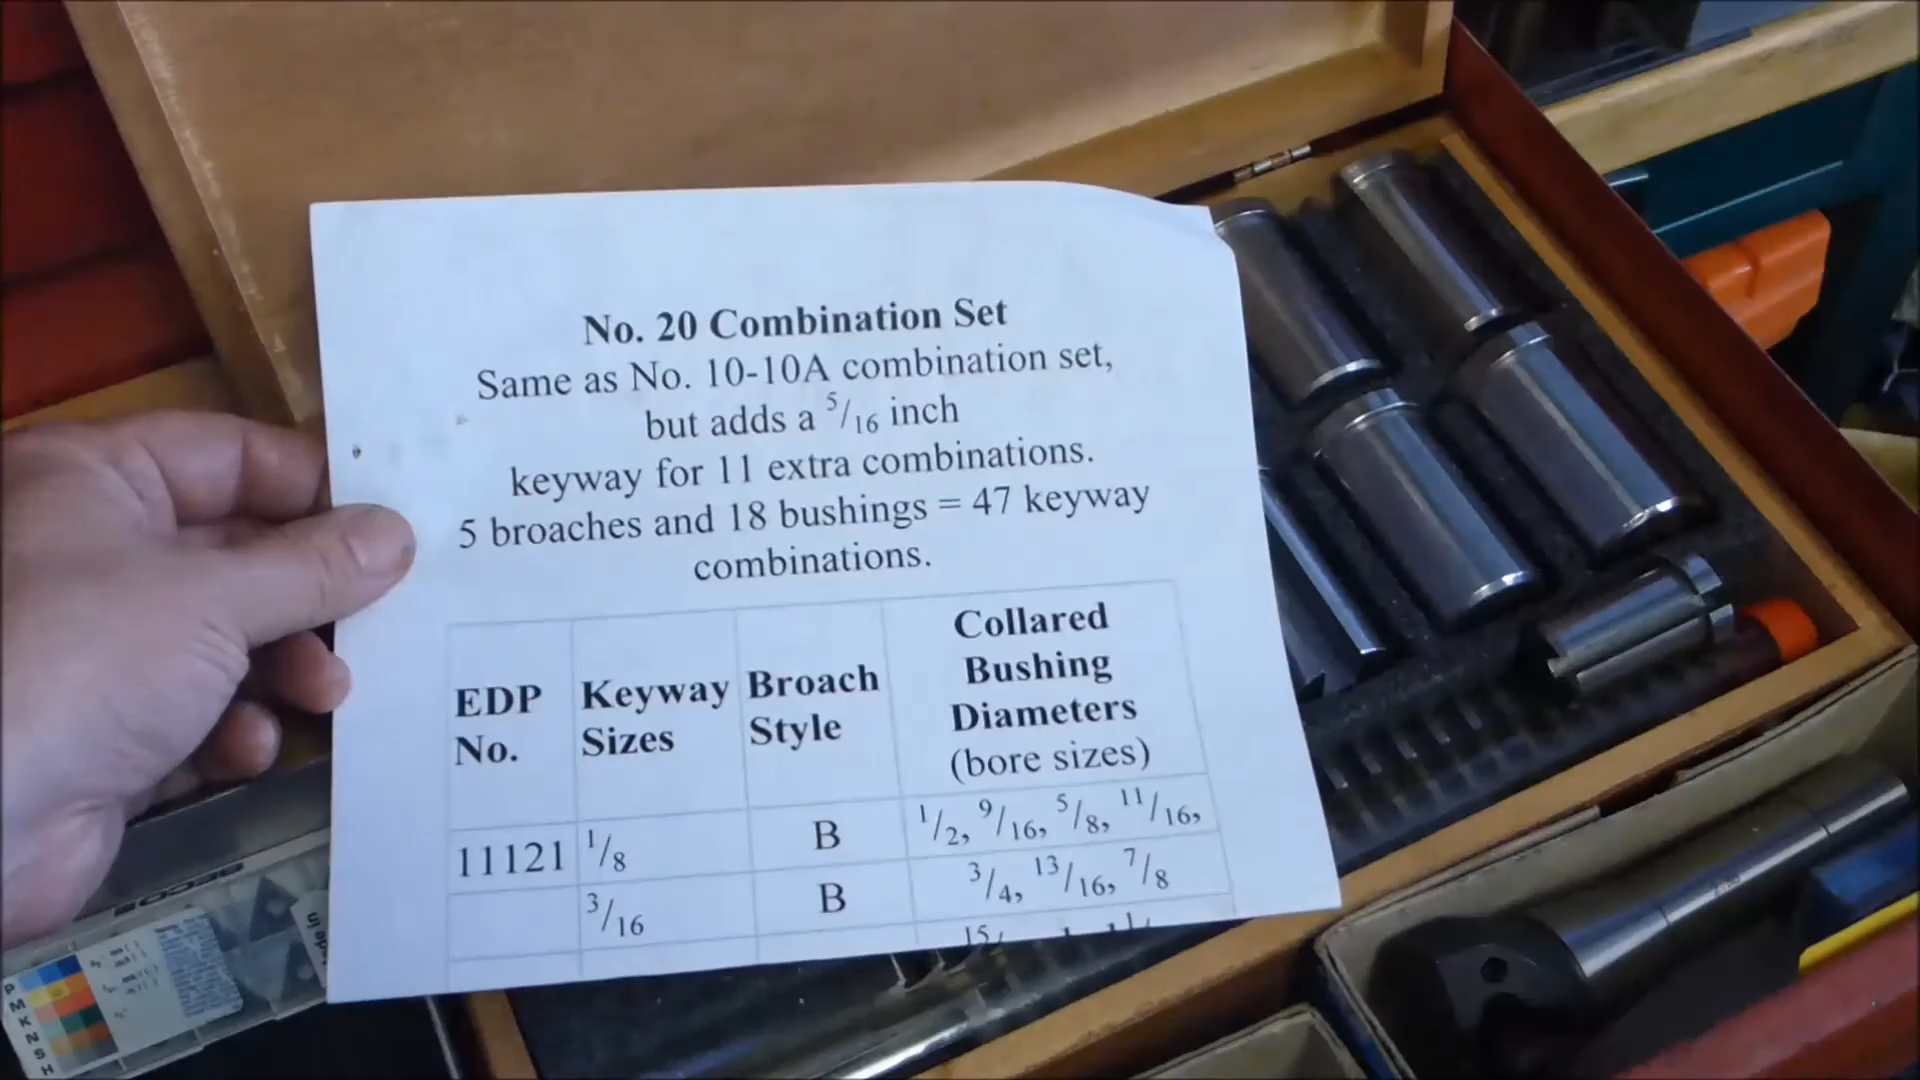 No. 20 Combination Set
Same as No. 10-10A combination set,
but adds a 5/16 inch
keyway for 11 extra combinations.
5 broaches and 18 bushings = 47 keyway
combinations.
EDP No.
Keyway Sizes
Broach Style
Collared Bushing Diameters (bore sizes)
11121 1/8 B 1/2, 9/16, 5/8, 11/16,
3/16 B 3/4, 13/16, 7/8
P
M
K
N
S
H